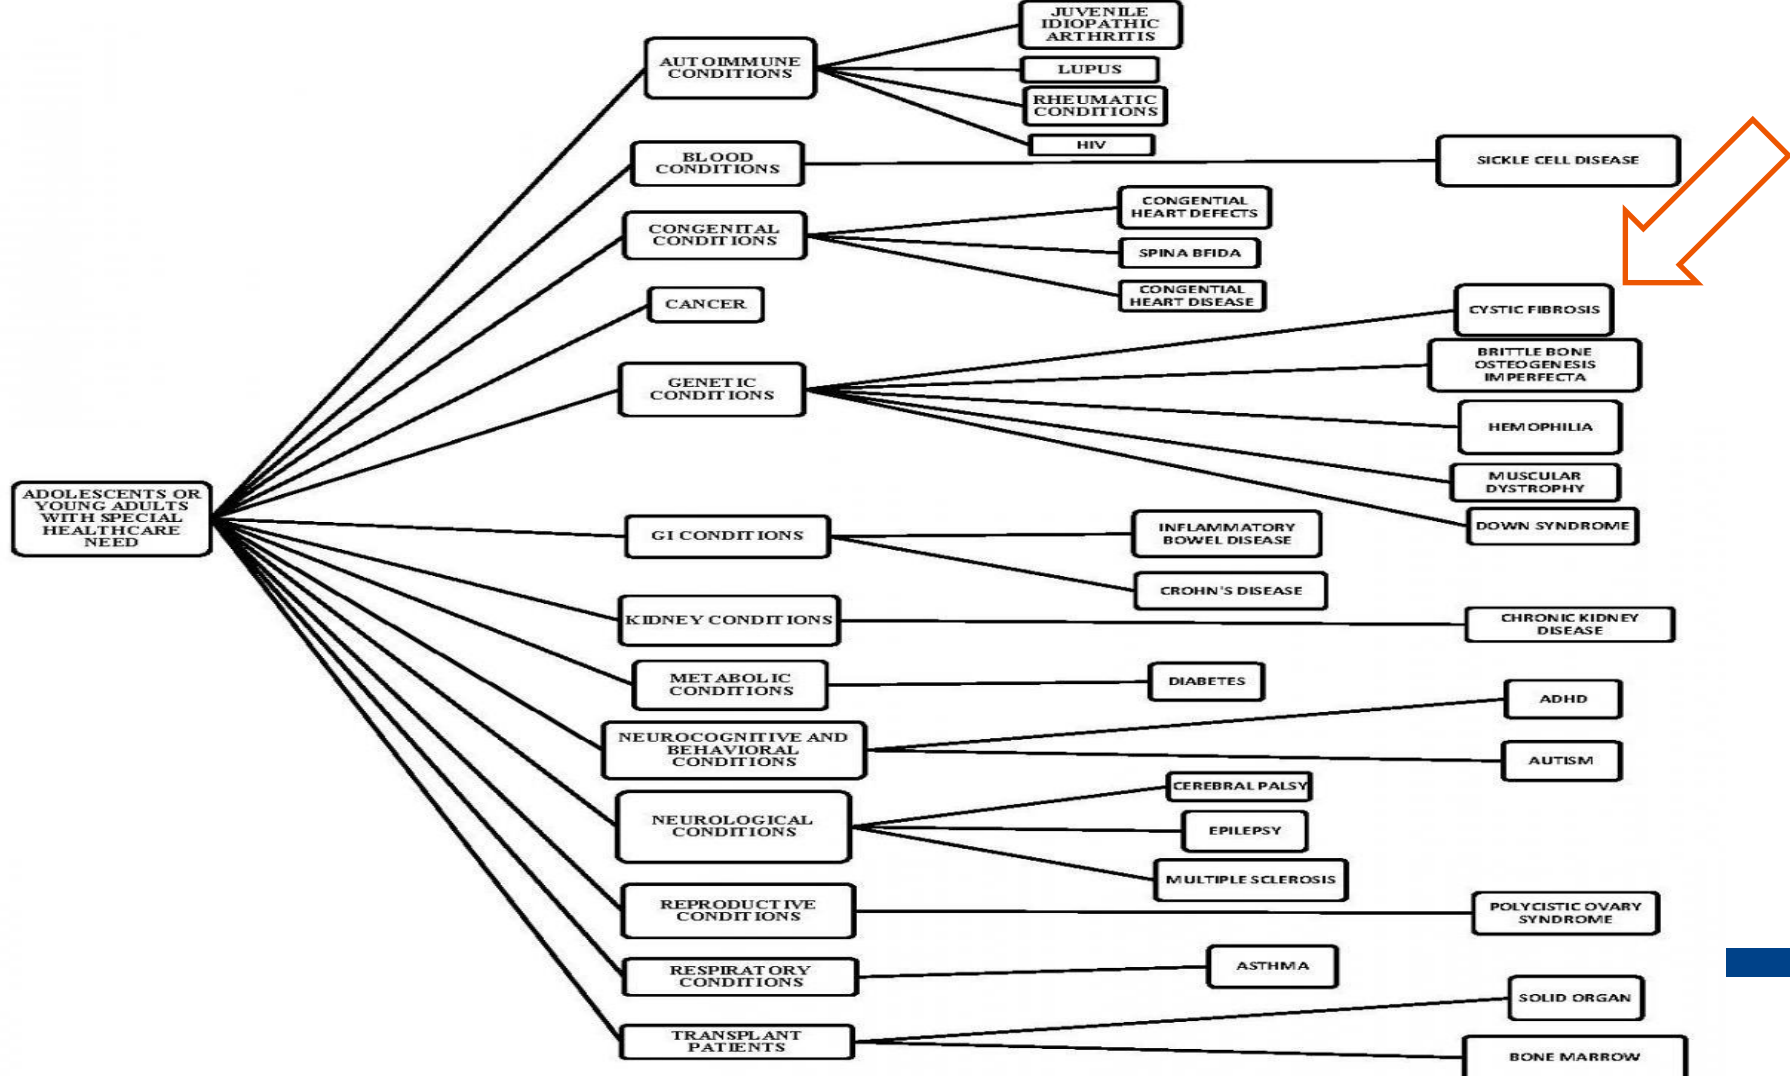 ADOLESCENTS OR
YOUNG ADULTS
WITH SPECIAL
HEALTHCARE
NEED
AUTOIMMUNE
CONDITIONS
JUVENILE
IDIOPATHIC
ARTHRITIS
LUPUS
RHEUMATIC
CONDITIONS
HIV
BLOOD
CONDITIONS
SICKLE CELL DISEASE
CONGENITAL
CONDITIONS
CONGENTIAL
HEART DEFECTS
SPINA BFIDA
CONGENTIAL
HEART DISEASE
CANCER
GENETIC
CONDITIONS
CYSTIC FIBROSIS
BRITTLE BONE
OSTEOGENESIS
IMPERFECTA
HEMOPHILIA
MUSCULAR
DYSTROPHY
DOWN SYNDROME
GI CONDITIONS
INFLAMMATORY
BOWEL DISEASE
CROHN'S DISEASE
KIDNEY CONDITIONS
CHRONIC KIDNEY
DISEASE
METABOLIC
CONDITIONS
DIABETES
NEUROCOGNITIVE AND
BEHAVIORAL
CONDITIONS
ADHD
AUTISM
NEUROLOGICAL
CONDITIONS
CEREBRAL PALSY
EPILEPSY
MULTIPLE SCLEROSIS
REPRODUCTIVE
CONDITIONS
POLYCISTIC OVARY
SYNDROME
RESPIRATORY
CONDITIONS
ASTHMA
TRANSPLANT
PATIENTS
SOLID ORGAN
BONE MARROW